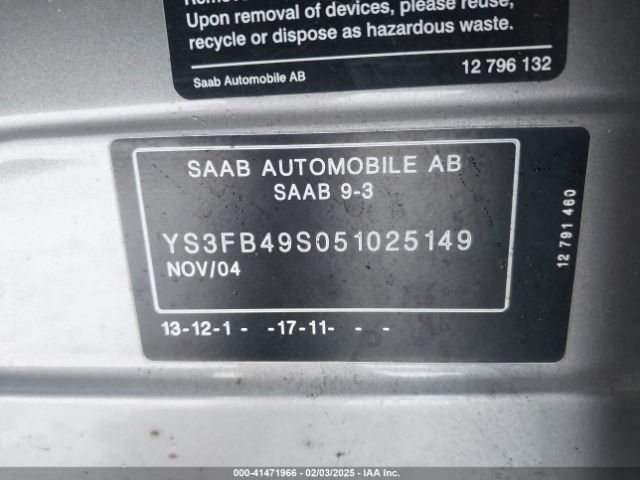 Upon removal of devices, please reuse,
recycle or dispose as hazardous waste.
Saab Automobile AB 12 796 132
SAAB AUTOMOBILE AB
SAAB 9-3
YS3FB49S051025149
NOV/04
13-12-1 - -17-11- - -
12 791 460
000-41471966 - 02/03/2025 - IAA Inc.